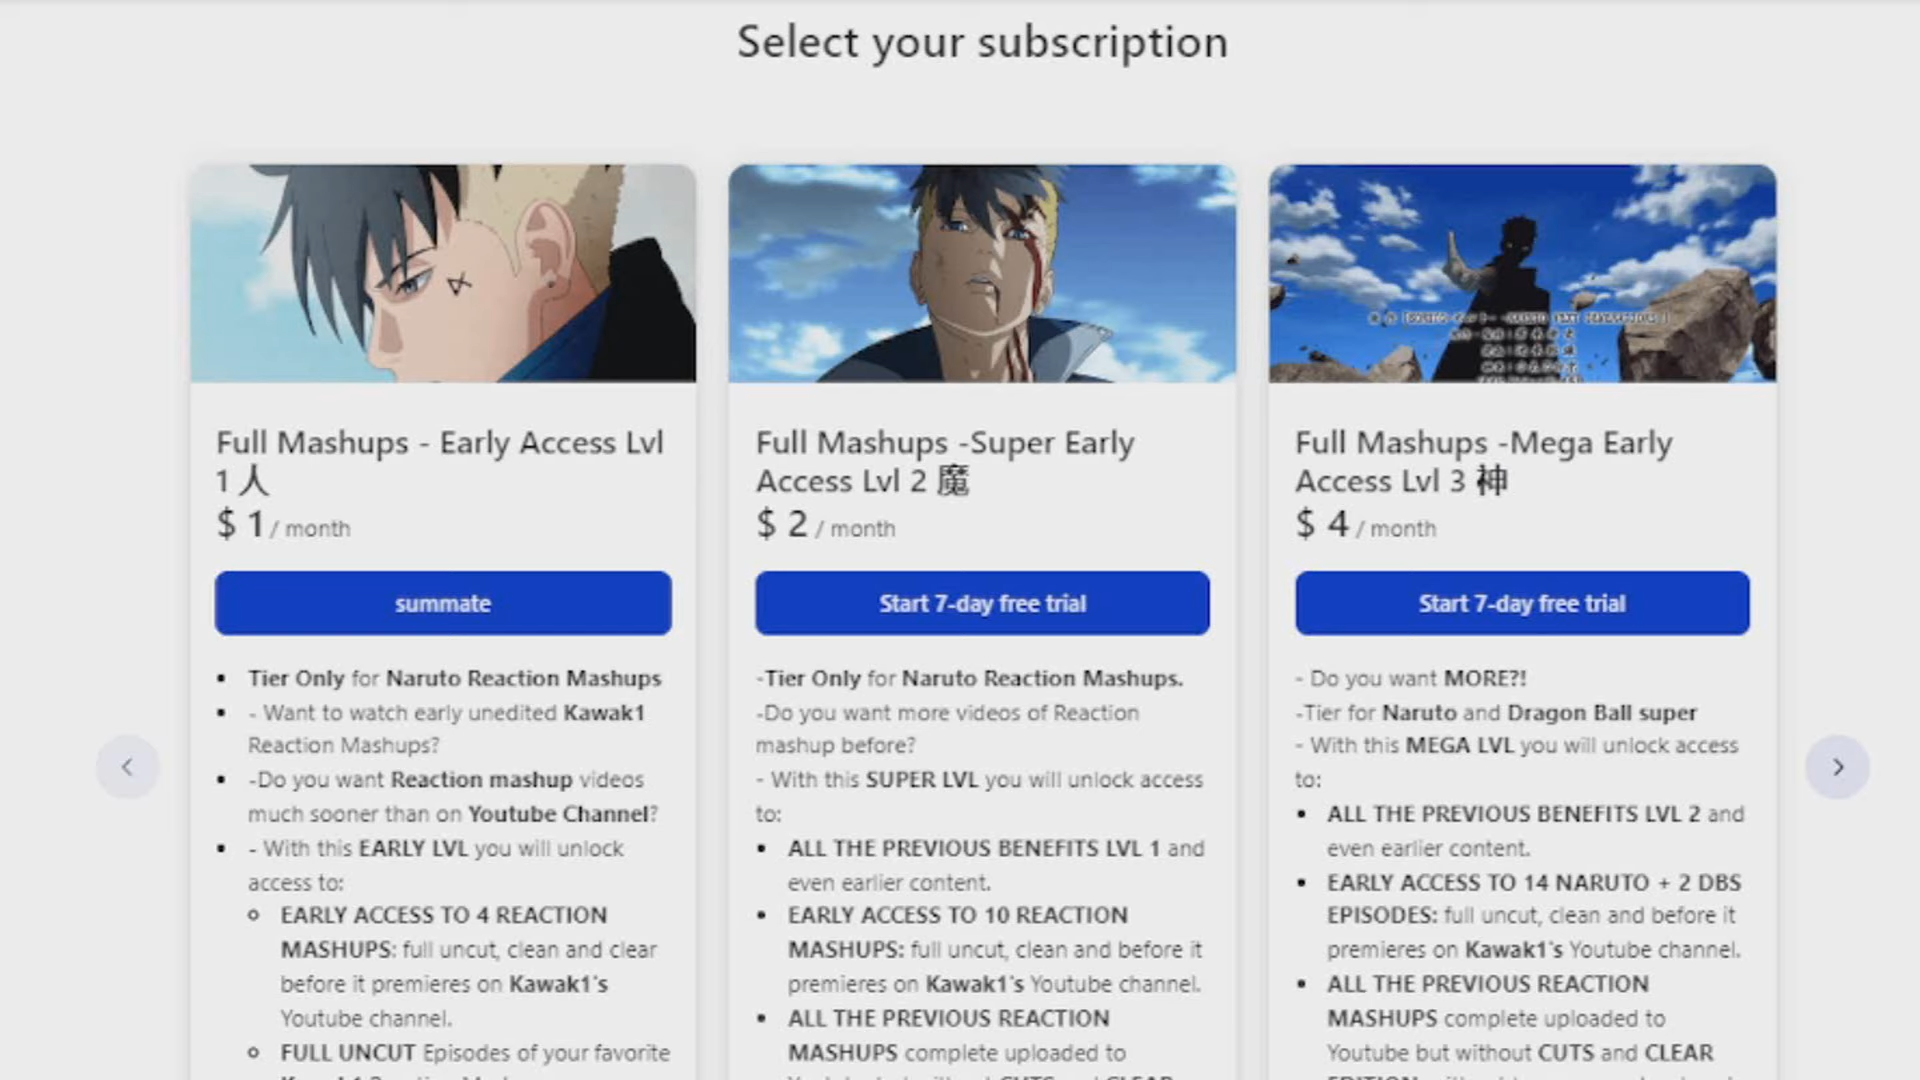 Select your subscription
Full Mashups - Early Access Lvl
1 人
$ 1 / month
summate
• Tier Only for Naruto Reaction Mashups
• - Want to watch early unedited Kawak1
Reaction Mashups?
• -Do you want Reaction mashup videos
much sooner than on Youtube Channel?
• - With this EARLY LVL you will unlock
access to:
○ EARLY ACCESS TO 4 REACTION
MASHUPS: full uncut, clean and clear
before it premieres on Kawak1's
Youtube channel.
○ FULL UNCUT Episodes of your favorite
Full Mashups -Super Early
Access Lvl 2 魔
$ 2 / month
Start 7-day free trial
-Tier Only for Naruto Reaction Mashups.
-Do you want more videos of Reaction
mashup before?
- With this SUPER LVL you will unlock access
to:
• ALL THE PREVIOUS BENEFITS LVL 1 and
even earlier content.
• EARLY ACCESS TO 10 REACTION
MASHUPS: full uncut, clean and before it
premieres on Kawak1's Youtube channel.
• ALL THE PREVIOUS REACTION
MASHUPS complete uploaded to
Full Mashups -Mega Early
Access Lvl 3 神
$ 4 / month
Start 7-day free trial
- Do you want MORE?!
-Tier for Naruto and Dragon Ball super
- With this MEGA LVL you will unlock access
to:
• ALL THE PREVIOUS BENEFITS LVL 2 and
even earlier content.
• EARLY ACCESS TO 14 NARUTO + 2 DBS
EPISODES: full uncut, clean and before it
premieres on Kawak1's Youtube channel.
• ALL THE PREVIOUS REACTION
MASHUPS complete uploaded to
Youtube but without CUTS and CLEAR